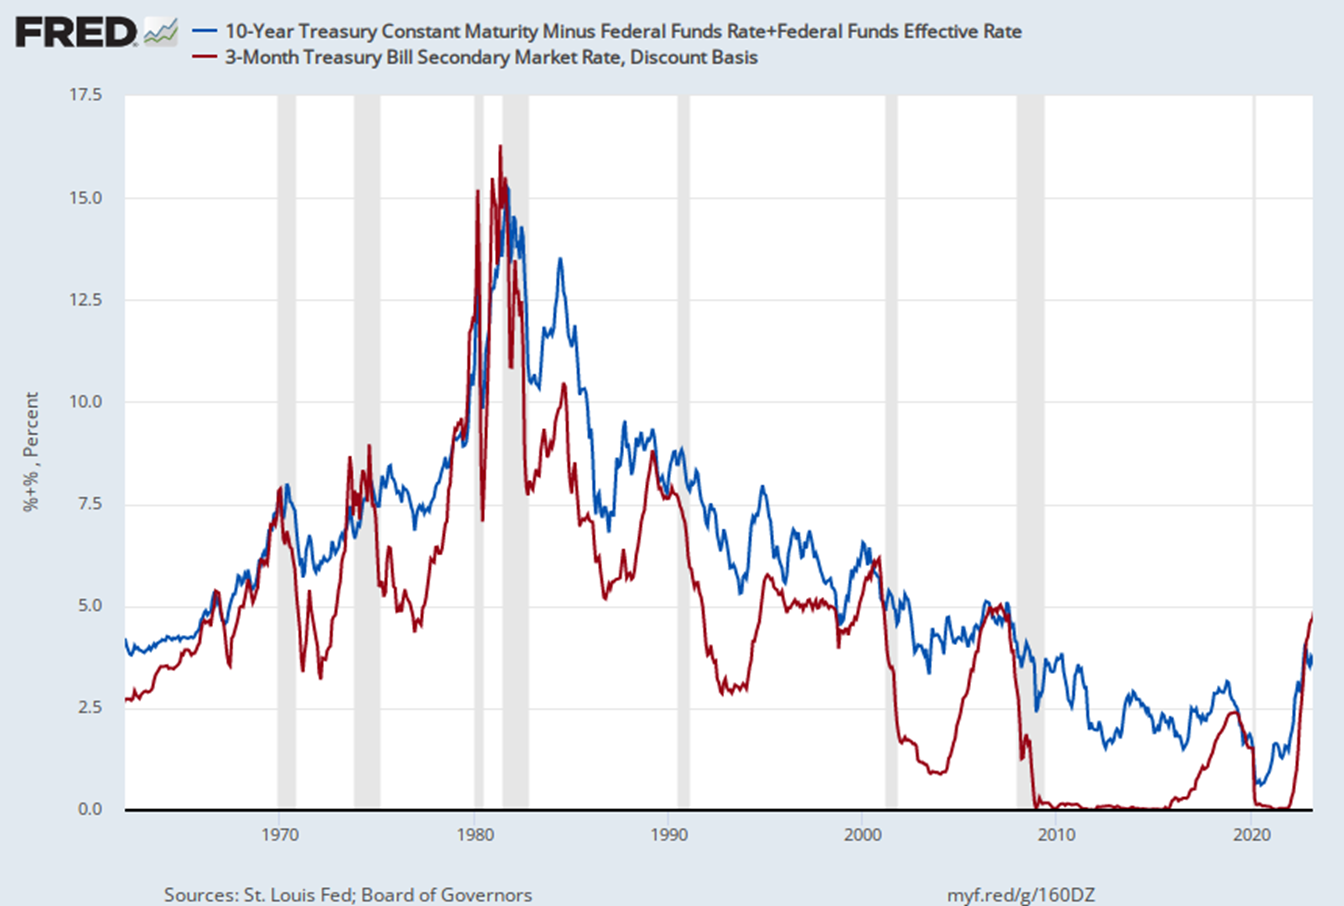 FRED
10-Year Treasury Constant Maturity Minus Federal Funds Rate+Federal Funds Effective Rate
3-Month Treasury Bill Secondary Market Rate, Discount Basis
17.5
15.0
12.5
10.0
7.5
5.0
2.5
0.0
%+% , Percent
1970 1980 1990 2000 2010 2020
Sources: St. Louis Fed; Board of Governors
myf.red/g/160DZ